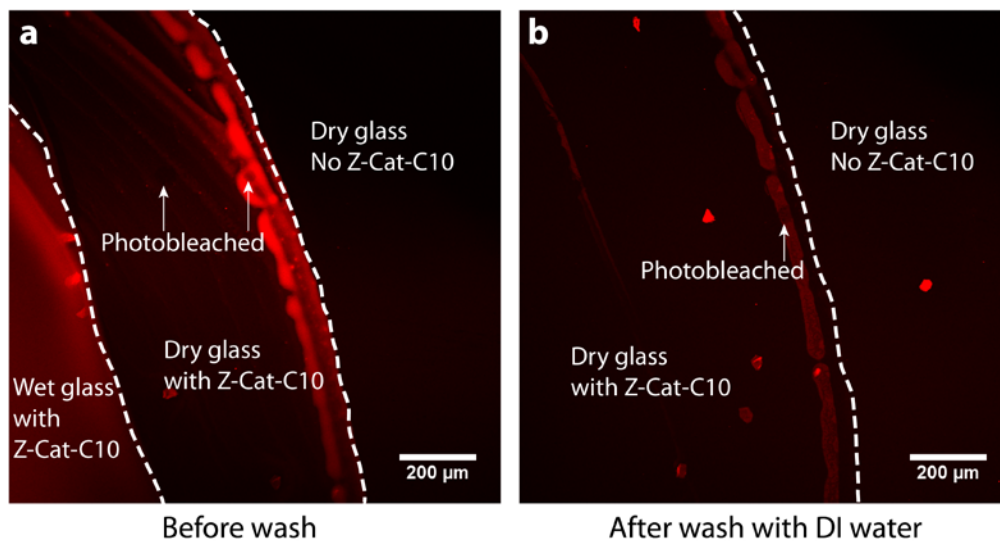 a
Dry glass
No Z-Cat-C10
Photobleached
Dry glass
with Z-Cat-C10
Wet glass
with
Z-Cat-C10
200 µm
Before wash
b
Dry glass
No Z-Cat-C10
Photobleached
Dry glass
with Z-Cat-C10
200 µm
After wash with DI water